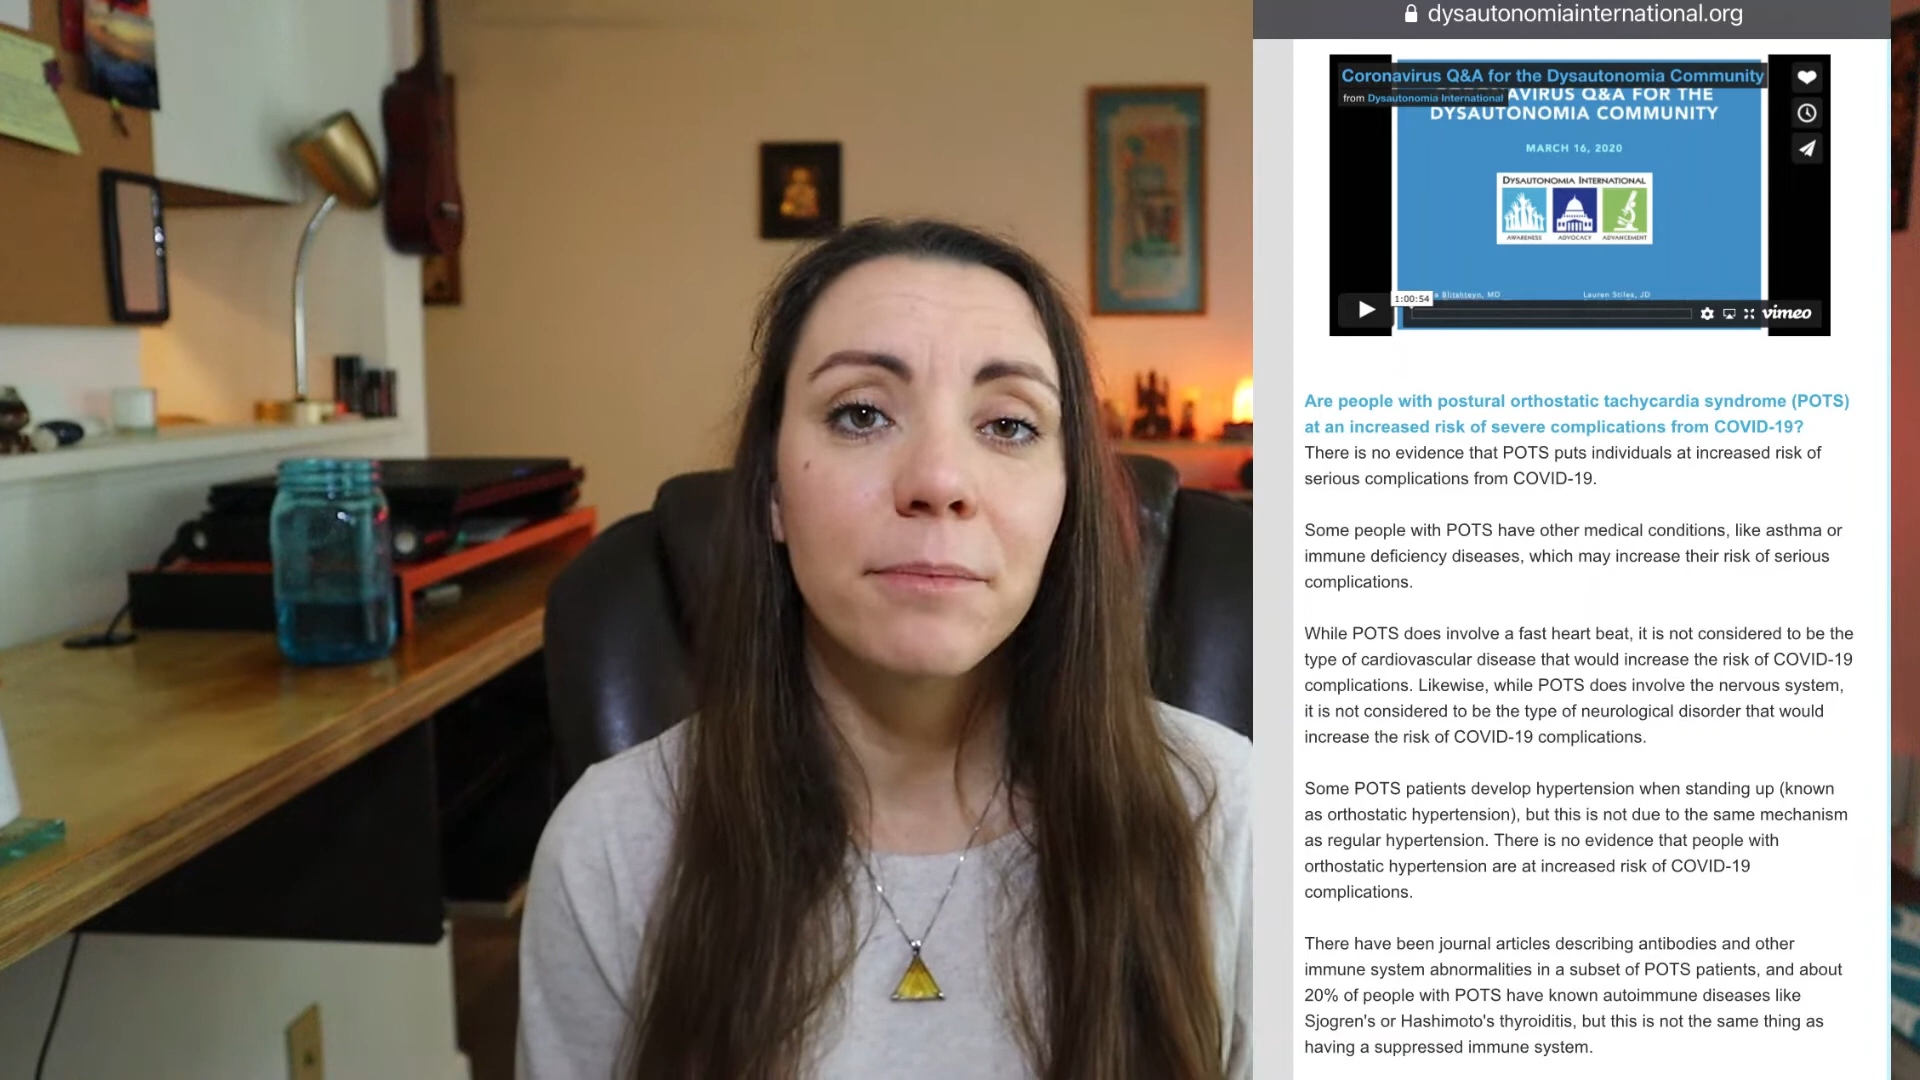 dysautonomiainternational.org
Coronavirus Q&A for the Dysautonomia Community
from Dysautonomia International
AVIRUS Q&A FOR THE
DYSAUTONOMIA COMMUNITY
MARCH 16, 2020
DYSAUTONOMIA INTERNATIONAL
AWARENESS ADVOCACY ADVANCEMENT
Blitshteyn, MD Lauren Stiles, JD
1:00:54
vimeo
Are people with postural orthostatic tachycardia syndrome (POTS)
at an increased risk of severe complications from COVID-19?
There is no evidence that POTS puts individuals at increased risk of
serious complications from COVID-19.
Some people with POTS have other medical conditions, like asthma or
immune deficiency diseases, which may increase their risk of serious
complications.
While POTS does involve a fast heart beat, it is not considered to be the
type of cardiovascular disease that would increase the risk of COVID-19
complications. Likewise, while POTS does involve the nervous system,
it is not considered to be the type of neurological disorder that would
increase the risk of COVID-19 complications.
Some POTS patients develop hypertension when standing up (known
as orthostatic hypertension), but this is not due to the same mechanism
as regular hypertension. There is no evidence that people with
orthostatic hypertension are at increased risk of COVID-19
complications.
There have been journal articles describing antibodies and other
immune system abnormalities in a subset of POTS patients, and about
20% of people with POTS have known autoimmune diseases like
Sjogren's or Hashimoto's thyroiditis, but this is not the same thing as
having a suppressed immune system.